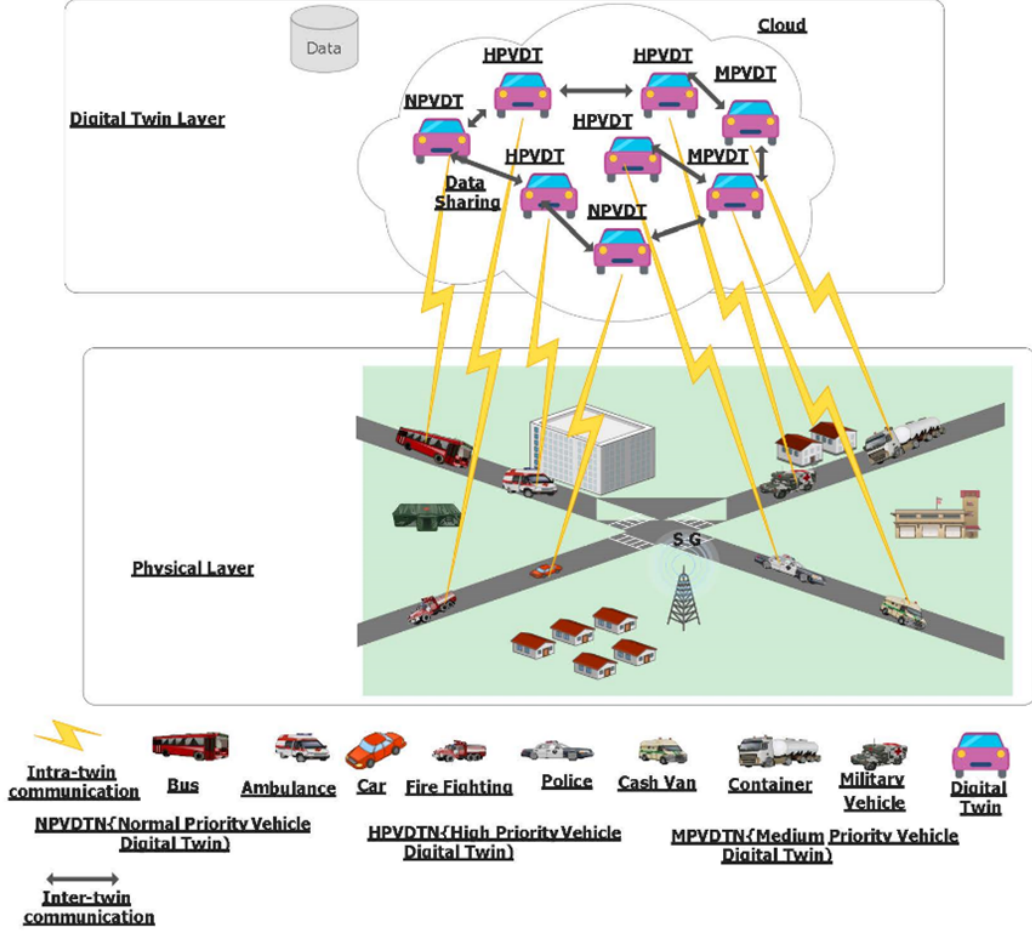 Cloud
Data
HPVDT
HPVDT
MPVDT
NPVDT
Digital Twin Layer
HPVDT
HPVDT
MPVDT
Data
Sharing
NPVDT
S G
Physical Layer
Intra-twin
communication
Bus
Ambulance
Car
Fire Fighting
Police
Cash Van
Container
Military
Vehicle
Digital
Twin
NPVDTN{Normal Priority Vehicle
Digital Twin)
HPVDTN{High Priority Vehicle
Digital Twin)
MPVDTN{Medium Priority Vehicle
Digital Twin)
Inter-twin
communication